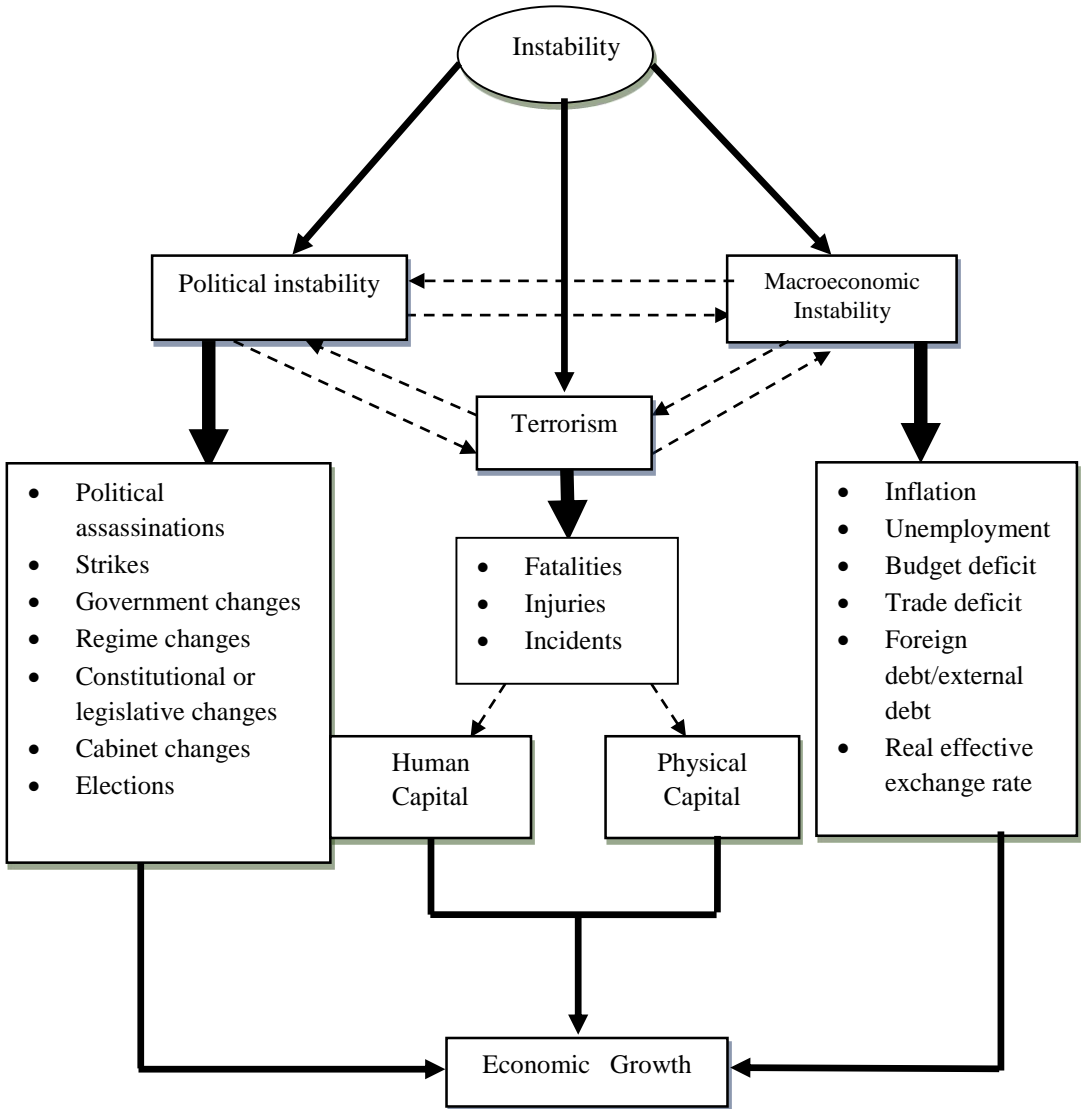 Instability
Political instability
Macroeconomic
Instability
Terrorism
• Political
assassinations
• Strikes
• Government changes
• Regime changes
• Constitutional or
legislative changes
• Cabinet changes
• Elections
• Fatalities
• Injuries
• Incidents
• Inflation
• Unemployment
• Budget deficit
• Trade deficit
• Foreign
debt/external
debt
• Real effective
exchange rate
Human
Capital
Physical
Capital
Economic Growth